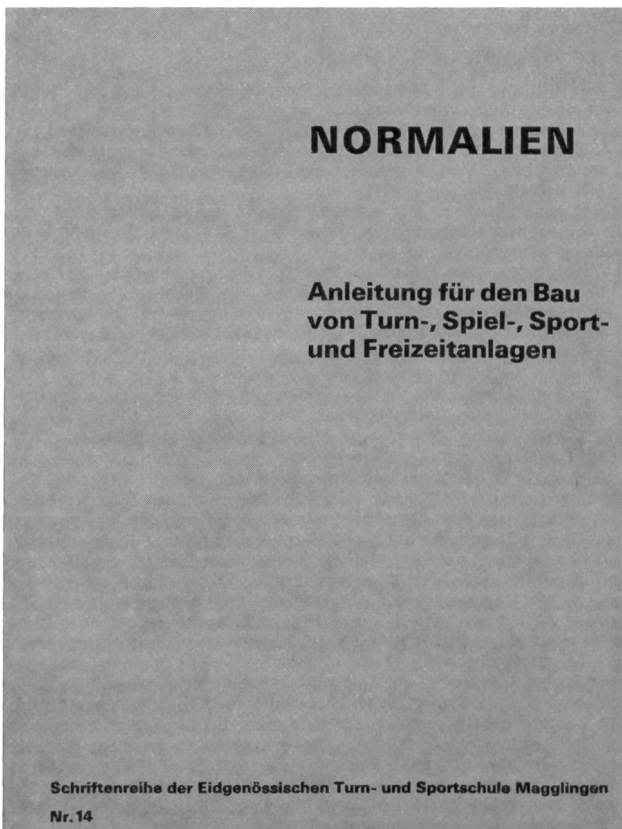 NORMALIEN
Anleitung für den Bau
von Turn-, Spiel-, Sport-
und Freizeitanlagen
Schriftenreihe der Eidgenössischen Turn- und Sportschule Magglingen
Nr. 14